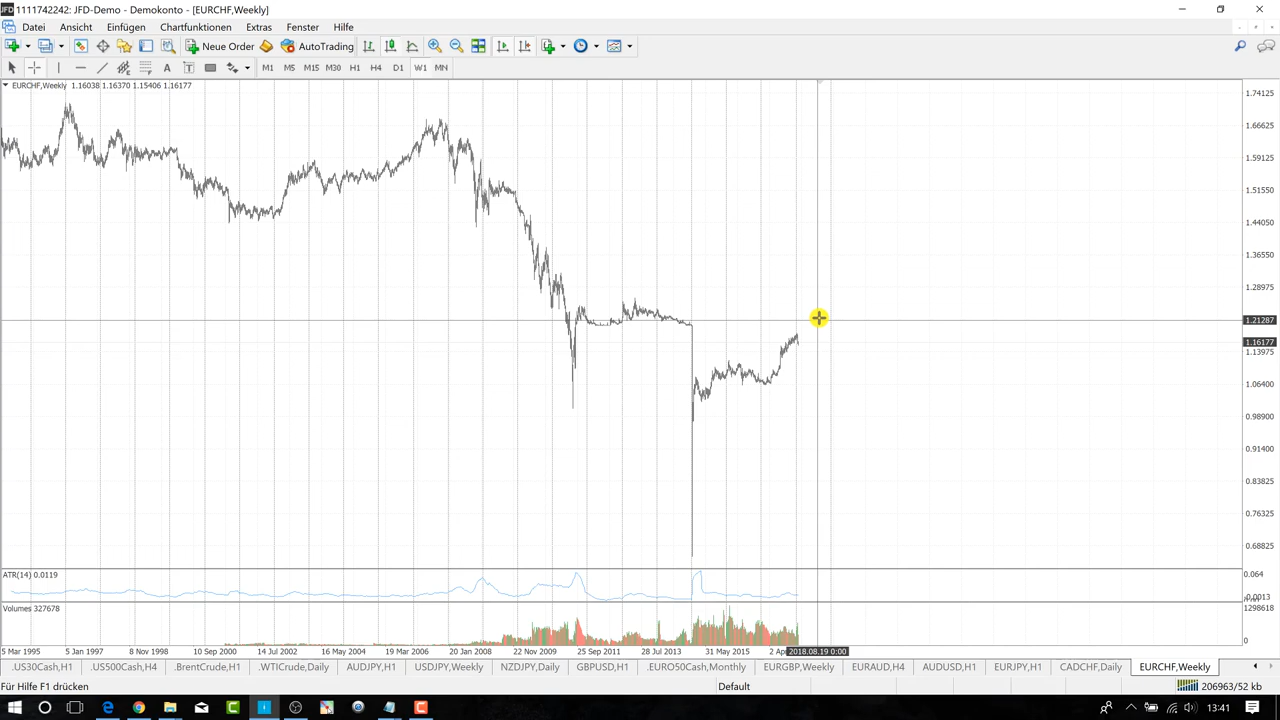 JFD 1111742242: JFD-Demo - Demokonto - [EURCHF,Weekly]
Datei Ansicht Einfügen Chartfunktionen Extras Fenster Hilfe
New Order AutoTrading
A T M1 M5 M15 M30 H1 H4 D1 W1 MN
EURCHF,Weekly 1.16038 1.16370 1.15406 1.16177
1.74125
1.66625
1.59125
1.51550
1.44050
1.36550
1.28975
1.21287
1.16177
1.13975
1.06400
0.98900
0.91400
0.83825
0.76325
0.68825
ATR(14) 0.0119
0.064
-0.0013
Volumes 327678
1298618
0
5 Mar 1995 5 Jan 1997 8 Nov 1998 10 Sep 2000 14 Jul 2002 16 May 2004 19 Mar 2006 20 Jan 2008 22 Nov 2009 25 Sep 2011 28 Jul 2013 31 May 2015 2 Ap 2018.08.19 0:00
.US30Cash,H1 .US500Cash,H4 .BrentCrude,H1 .WTICrude,Daily AUDJPY,H1 USDJPY,Weekly NZDJPY,Daily GBPUSD,H1 .EURO50Cash,Monthly EURGBP,Weekly EURAUD,H4 AUDUSD,H1 EURJPY,H1 CADCHF,Daily EURCHF,Weekly
Für Hilfe F1 drücken Default 206963/52 kb
13:41